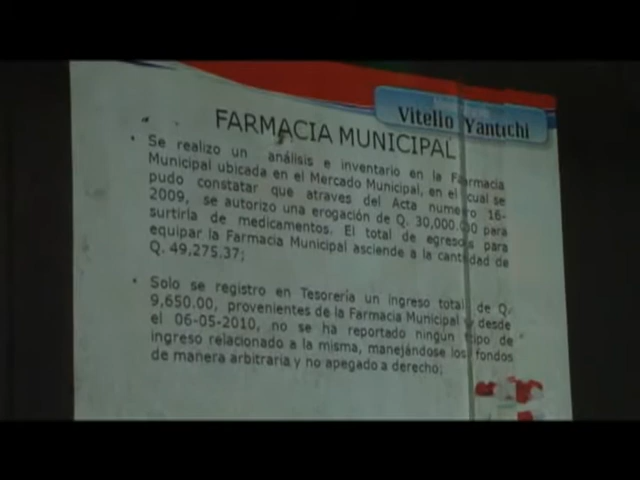 Vitelio Yantichi
FARMACIA MUNICIPAL
• Se realizo un análisis e inventario en la Farmacia
Municipal ubicada en el Mercado Municipal, en el cual se
pudo constatar que atraves del Acta numero 16-
2009, se autorizo una erogación de Q. 30,000.00 para
surtirla de medicamentos. El total de egresos para
equipar la Farmacia Municipal asciende a la cantidad de
Q. 49,275.37;
• Solo se registro en Tesorería un ingreso total de Q.
9,650.00, provenientes de la Farmacia Municipal y desde
el 06-05-2010, no se ha reportado ningún tipo de
ingreso relacionado a la misma, manejándose los fondos
de manera arbitraria y no apegado a derecho;